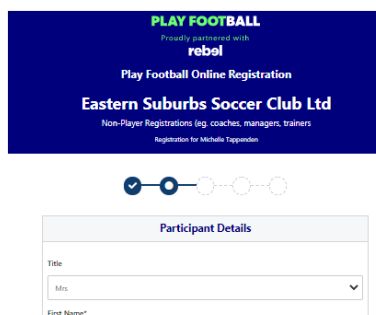 PLAY FOOTBALL
Proudly partnered with
rebel
Play Football Online Registration
Eastern Suburbs Soccer Club Ltd
Non-Player Registrations (eg. coaches, managers, trainers
Registration for Michelle Tappenden
Participant Details
Title
Mrs
First Name*